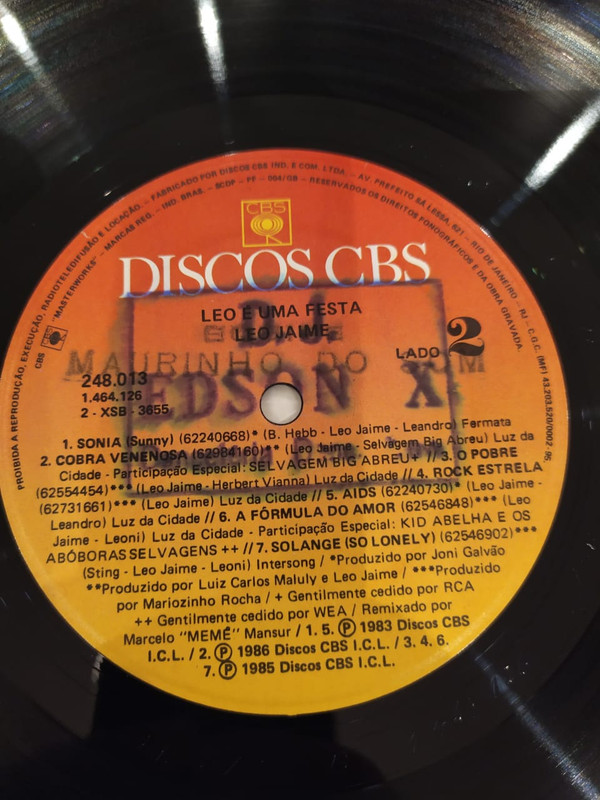 PROIBIDA A REPRODUÇÃO, EXECUÇÃO, RADIOTELEDIFUSÃO E LOCAÇÃO. - FABRICADO POR DISCOS CBS IND. E COM. LTDA. - AV. PREFEITO SÁ LESSA, 621 - RIO DE JANEIRO - RJ - C.G.C. (MF) 43.203.520/0002-95
CBS "MASTERWORKS" - MARCAS REG. - IND. BRAS. - SCDP - PF - 004/GB - RESERVADOS OS DIREITOS FONOGRÁFICOS E DA OBRA GRAVADA.
CBS
DISCOS CBS
LEO É UMA FESTA
LEO JAIME
D.J.
MAURINHO DO SOM
EDSON X
LADO 2
248.013
1.464.126
2 - XSB - 3655
1. SONIA (Sunny) (62240668)* (B. Hebb - Leo Jaime - Leandro) Fermata
2. COBRA VENENOSA (62984160)** (Leo Jaime - Selvagem Big Abreu) Luz da
Cidade - Participação Especial: SELVAGEM BIG ABREU + // 3. O POBRE
(62554454)*** (Leo Jaime - Herbert Vianna) Luz da Cidade // 4. ROCK ESTRELA
(62731661)*** (Leo Jaime) Luz da Cidade // 5. AIDS (62240730)* (Leo Jaime -
Leandro) Luz da Cidade // 6. A FÓRMULA DO AMOR (62546848)*** (Leo
Jaime - Leoni) Luz da Cidade - Participação Especial: KID ABELHA E OS
ABÓBORAS SELVAGENS ++ // 7. SOLANGE (SO LONELY) (62546902)***
(Sting - Leo Jaime - Leoni) Intersong / *Produzido por Joni Galvão
**Produzido por Luiz Carlos Maluly e Leo Jaime / ***Produzido
por Mariozinho Rocha / + Gentilmente cedido por RCA
++ Gentilmente cedido por WEA / Remixado por
Marcelo "MEMÊ" Mansur / 1. 5. Ⓟ 1983 Discos CBS
I.C.L. / 2. Ⓟ 1986 Discos CBS I.C.L. / 3. 4. 6.
7. Ⓟ 1985 Discos CBS I.C.L.